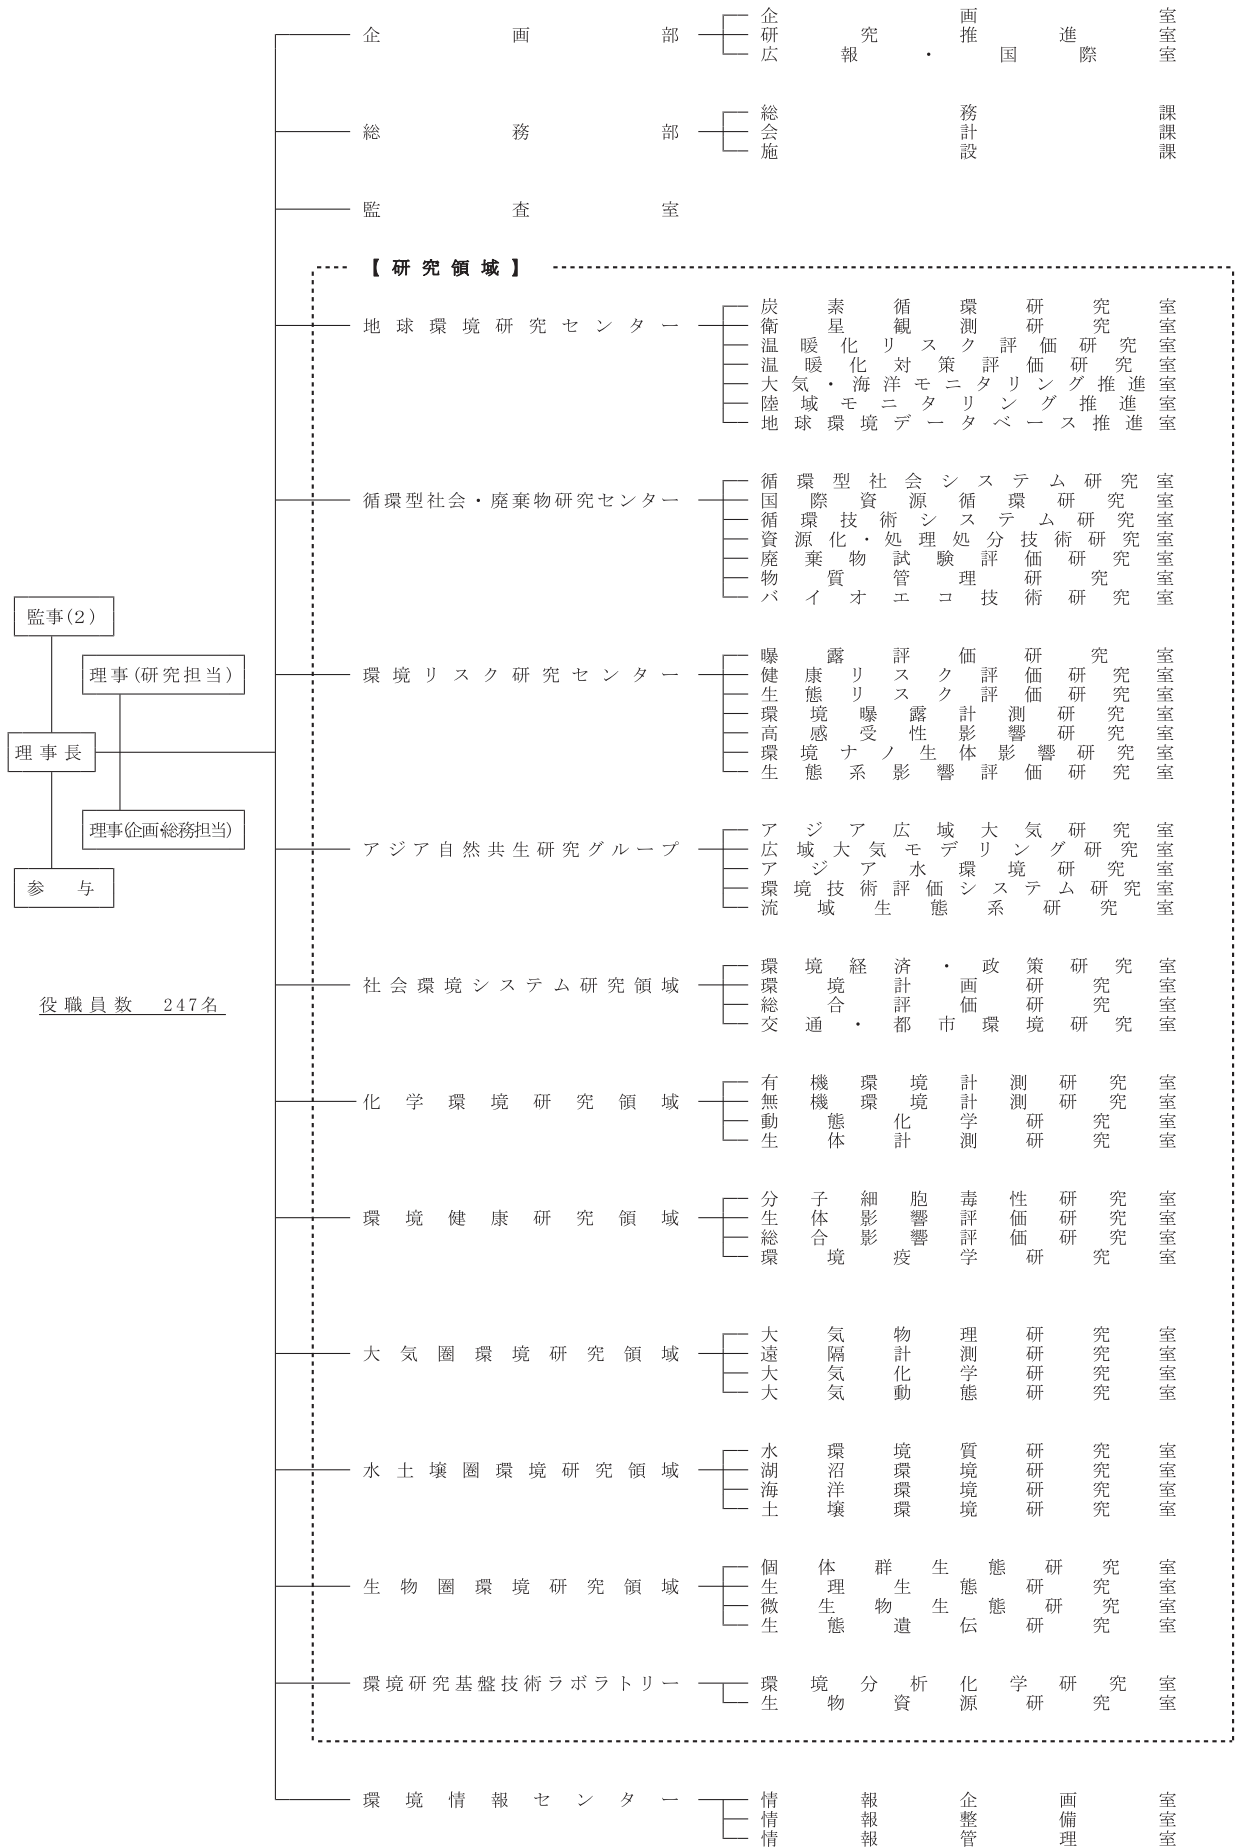 企画部
企画室
研究推進室
広報・国際室
総務部
総務課
会計課
施設課
監査室
【研究領域】
地球環境研究センター
炭素循環研究室
衛星観測研究室
温暖化リスク評価研究室
温暖化対策評価研究室
大気・海洋モニタリング推進室
陸域モニタリング推進室
地球環境データベース推進室
循環型社会・廃棄物研究センター
循環型社会システム研究室
国際資源循環研究室
循環技術システム研究室
資源化・処理処分技術研究室
廃棄物試験評価研究室
物質管理研究室
バイオエコ技術研究室
監事(2)
理事(研究担当)
理事長
理事(企画・総務担当)
参与
役職員数 247名
環境リスク研究センター
曝露評価研究室
健康リスク評価研究室
生態リスク評価研究室
環境曝露計測研究室
高感受性影響研究室
環境ナノ生体影響研究室
生態系影響評価研究室
アジア自然共生研究グループ
アジア広域大気研究室
広域大気モデリング研究室
アジア水環境研究室
環境技術評価システム研究室
流域生態系研究室
社会環境システム研究領域
環境経済・政策研究室
環境計画研究室
総合評価研究室
交通・都市環境研究室
化学環境研究領域
有機環境計測研究室
無機環境計測研究室
動態化学研究室
生体計測研究室
環境健康研究領域
分子細胞毒性研究室
生体影響評価研究室
総合影響評価研究室
環境疫学研究室
大気圏環境研究領域
大気物理研究室
遠隔計測研究室
大気化学研究室
大気動態研究室
水土壌圏環境研究領域
水環境質研究室
湖沼環境研究室
海洋環境研究室
土壌環境研究室
生物圏環境研究領域
個体群生態研究室
生理生態研究室
微生物生態研究室
生態遺伝研究室
環境研究基盤技術ラボラトリー
環境分析化学研究室
生物資源研究室
環境情報センター
情報企画室
情報整備室
情報管理室